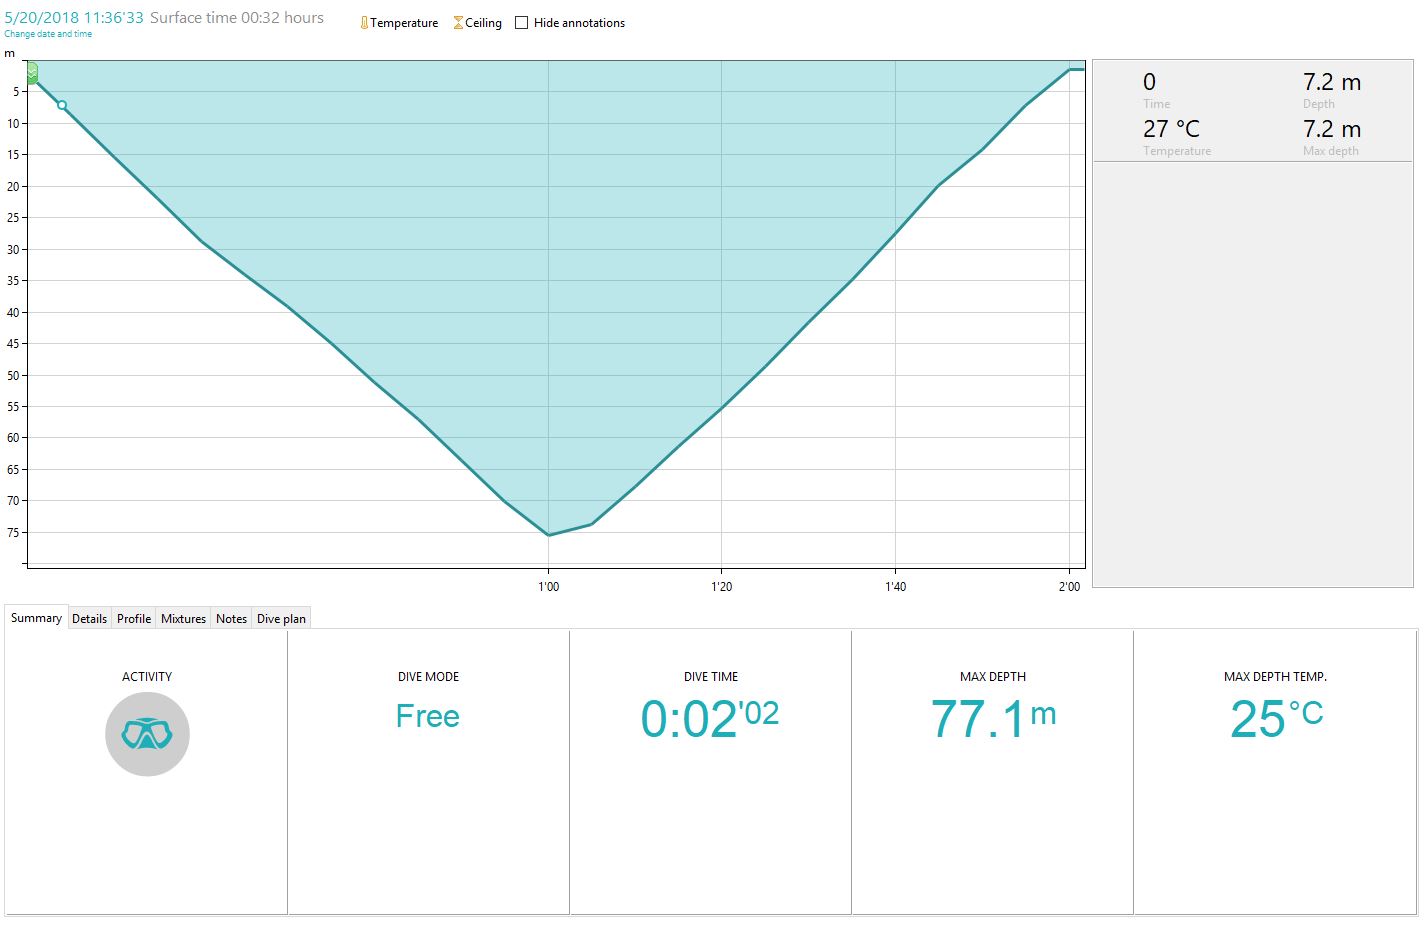 5/20/2018 11:36'33 Surface time 00:32 hours
Change date and time
Temperature Ceiling Hide annotations
m
5
10
15
20
25
30
35
40
45
50
55
60
65
70
75
1'00 1'20 1'40 2'00
0 7.2 m
Time Depth
27 °C 7.2 m
Temperature Max depth
Summary Details Profile Mixtures Notes Dive plan
ACTIVITY DIVE MODE DIVE TIME MAX DEPTH MAX DEPTH TEMP.
Free 0:02'02 77.1 m 25 °C